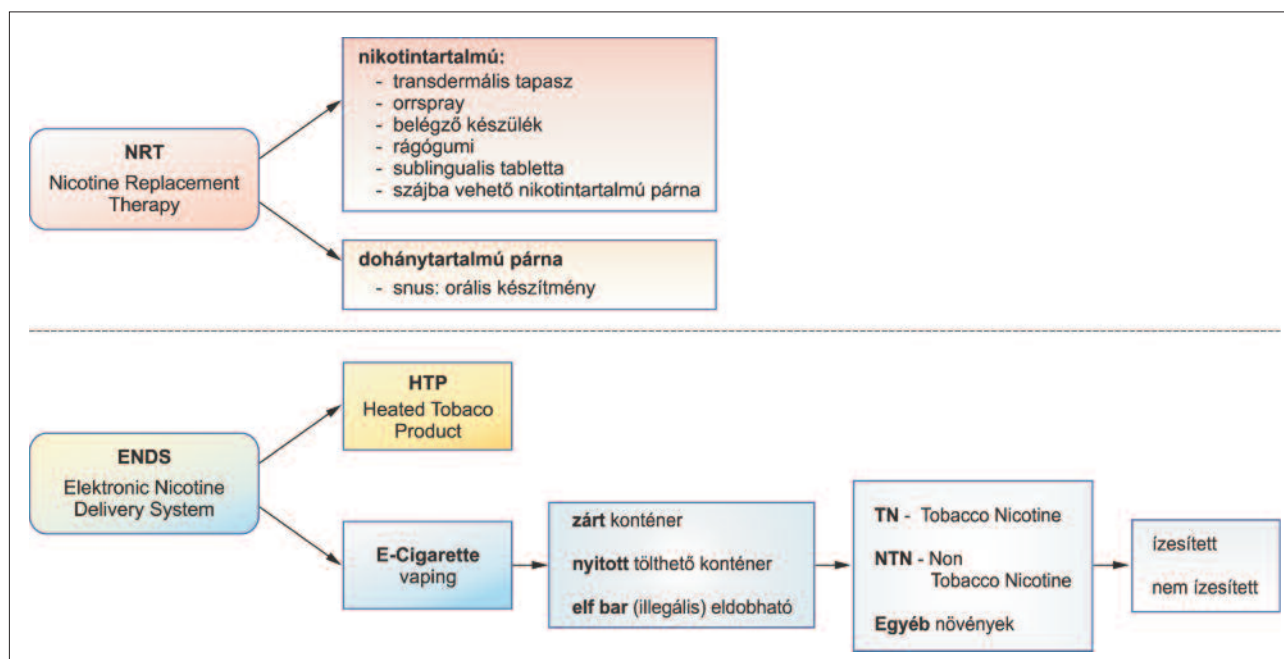 NRT
Nicotine Replacement
Therapy
nikotintartalmú:
- transdermális tapasz
- orrspray
- belégző készülék
- rágógumi
- sublingualis tabletta
- szájba vehető nikotintartalmú párna
dohánytartalmú párna
- snus: orális készítmény
ENDS
Elektronic Nicotine
Delivery System
HTP
Heated Tobaco
Product
E-Cigarette
vaping
zárt konténer
nyitott tölthető konténer
elf bar (illegális) eldobható
TN - Tobacco Nicotine
NTN - Non
Tobacco Nicotine
Egyéb növények
ízesített
nem ízesített